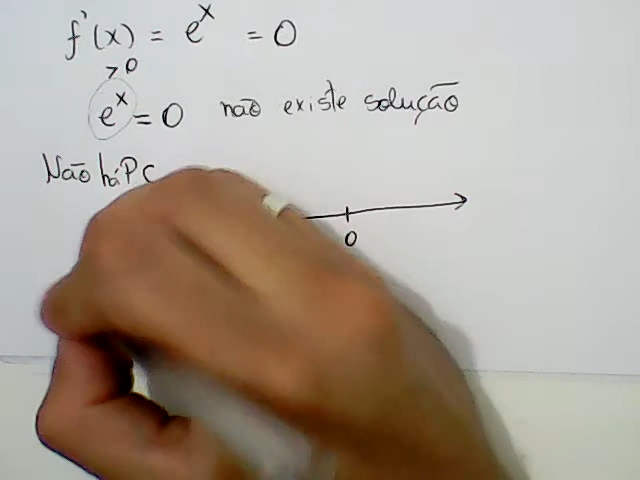 f'(x) = e^x = 0
> 0
e^x = 0 não existe solução
Não há PC
0